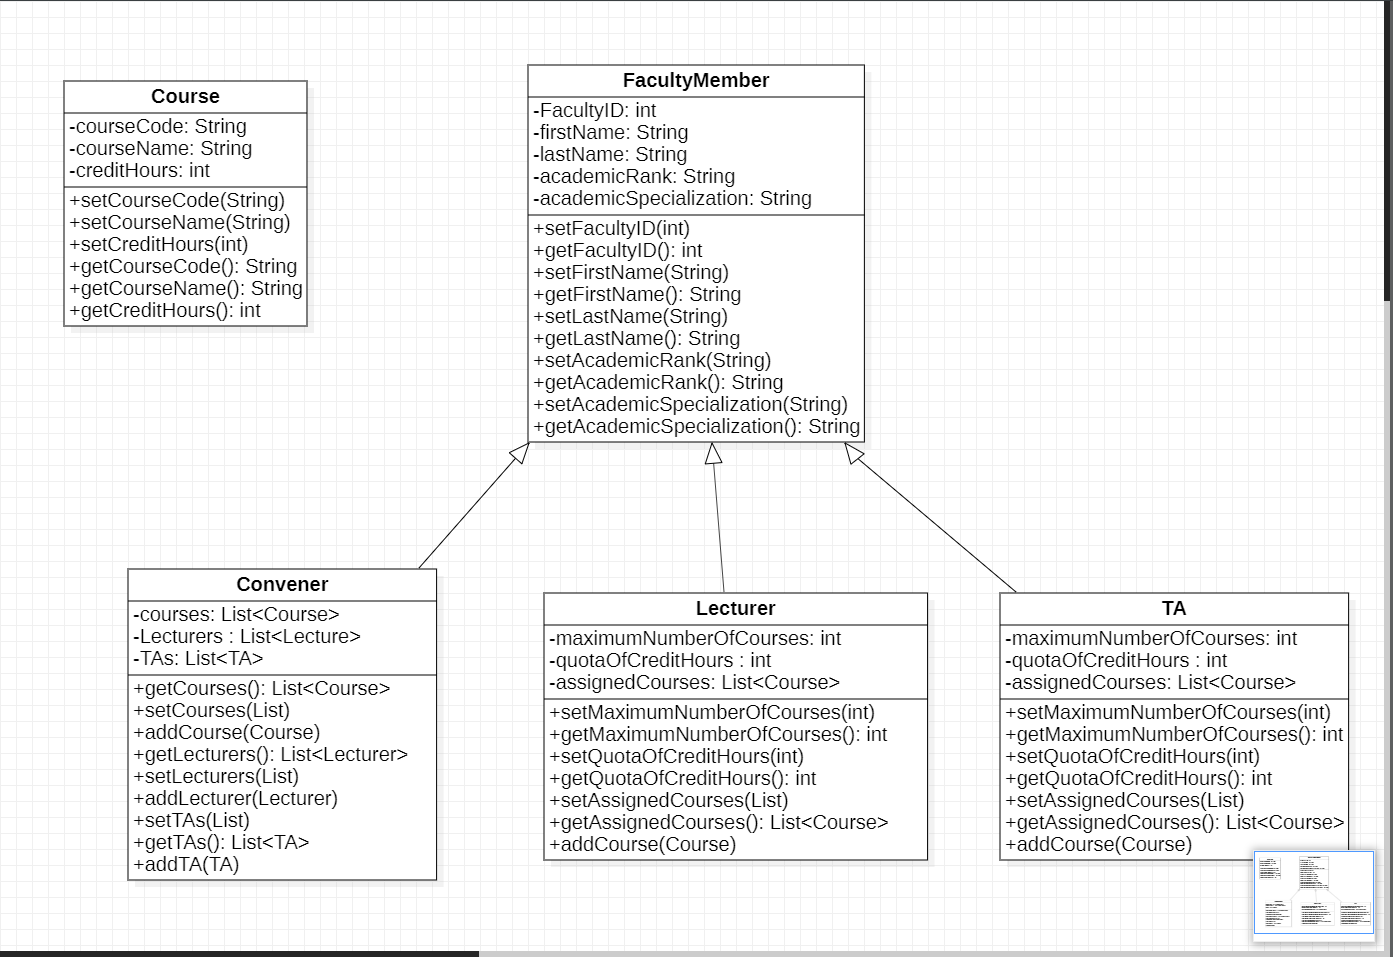 Course
-courseCode: String
-courseName: String
-creditHours: int
+setCourseCode(String)
+setCourseName(String)
+setCreditHours(int)
+getCourseCode(): String
+getCourseName(): String
+getCreditHours(): int
FacultyMember
-FacultyID: int
-firstName: String
-lastName: String
-academicRank: String
-academicSpecialization: String
+setFacultyID(int)
+getFacultyID(): int
+setFirstName(String)
+getFirstName(): String
+setLastName(String)
+getLastName(): String
+setAcademicRank(String)
+getAcademicRank(): String
+setAcademicSpecialization(String)
+getAcademicSpecialization(): String
Convener
-courses: List<Course>
-Lecturers : List<Lecture>
-TAs: List<TA>
+getCourses(): List<Course>
+setCourses(List)
+addCourse(Course)
+getLecturers(): List<Lecturer>
+setLecturers(List)
+addLecturer(Lecturer)
+setTAs(List)
+getTAs(): List<TA>
+addTA(TA)
Lecturer
-maximumNumberOfCourses: int
-quotaOfCreditHours : int
-assignedCourses: List<Course>
+setMaximumNumberOfCourses(int)
+getMaximumNumberOfCourses(): int
+setQuotaOfCreditHours(int)
+getQuotaOfCreditHours(): int
+setAssignedCourses(List)
+getAssignedCourses(): List<Course>
+addCourse(Course)
TA
-maximumNumberOfCourses: int
-quotaOfCreditHours : int
-assignedCourses: List<Course>
+setMaximumNumberOfCourses(int)
+getMaximumNumberOfCourses(): int
+setQuotaOfCreditHours(int)
+getQuotaOfCreditHours(): int
+setAssignedCourses(List)
+getAssignedCourses(): List<Course>
+addCourse(Course)